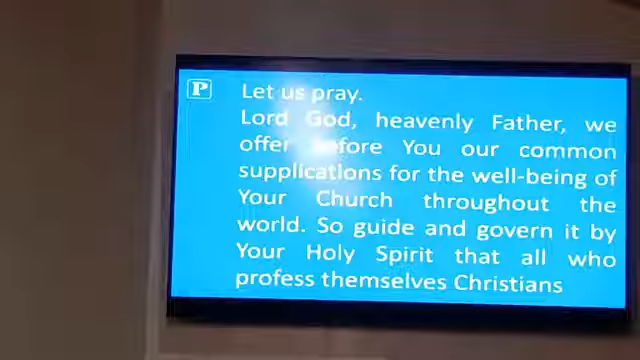 P Let us pray.
Lord God, heavenly Father, we
offer before You our common
supplications for the well-being of
Your Church throughout the
world. So guide and govern it by
Your Holy Spirit that all who
profess themselves Christians